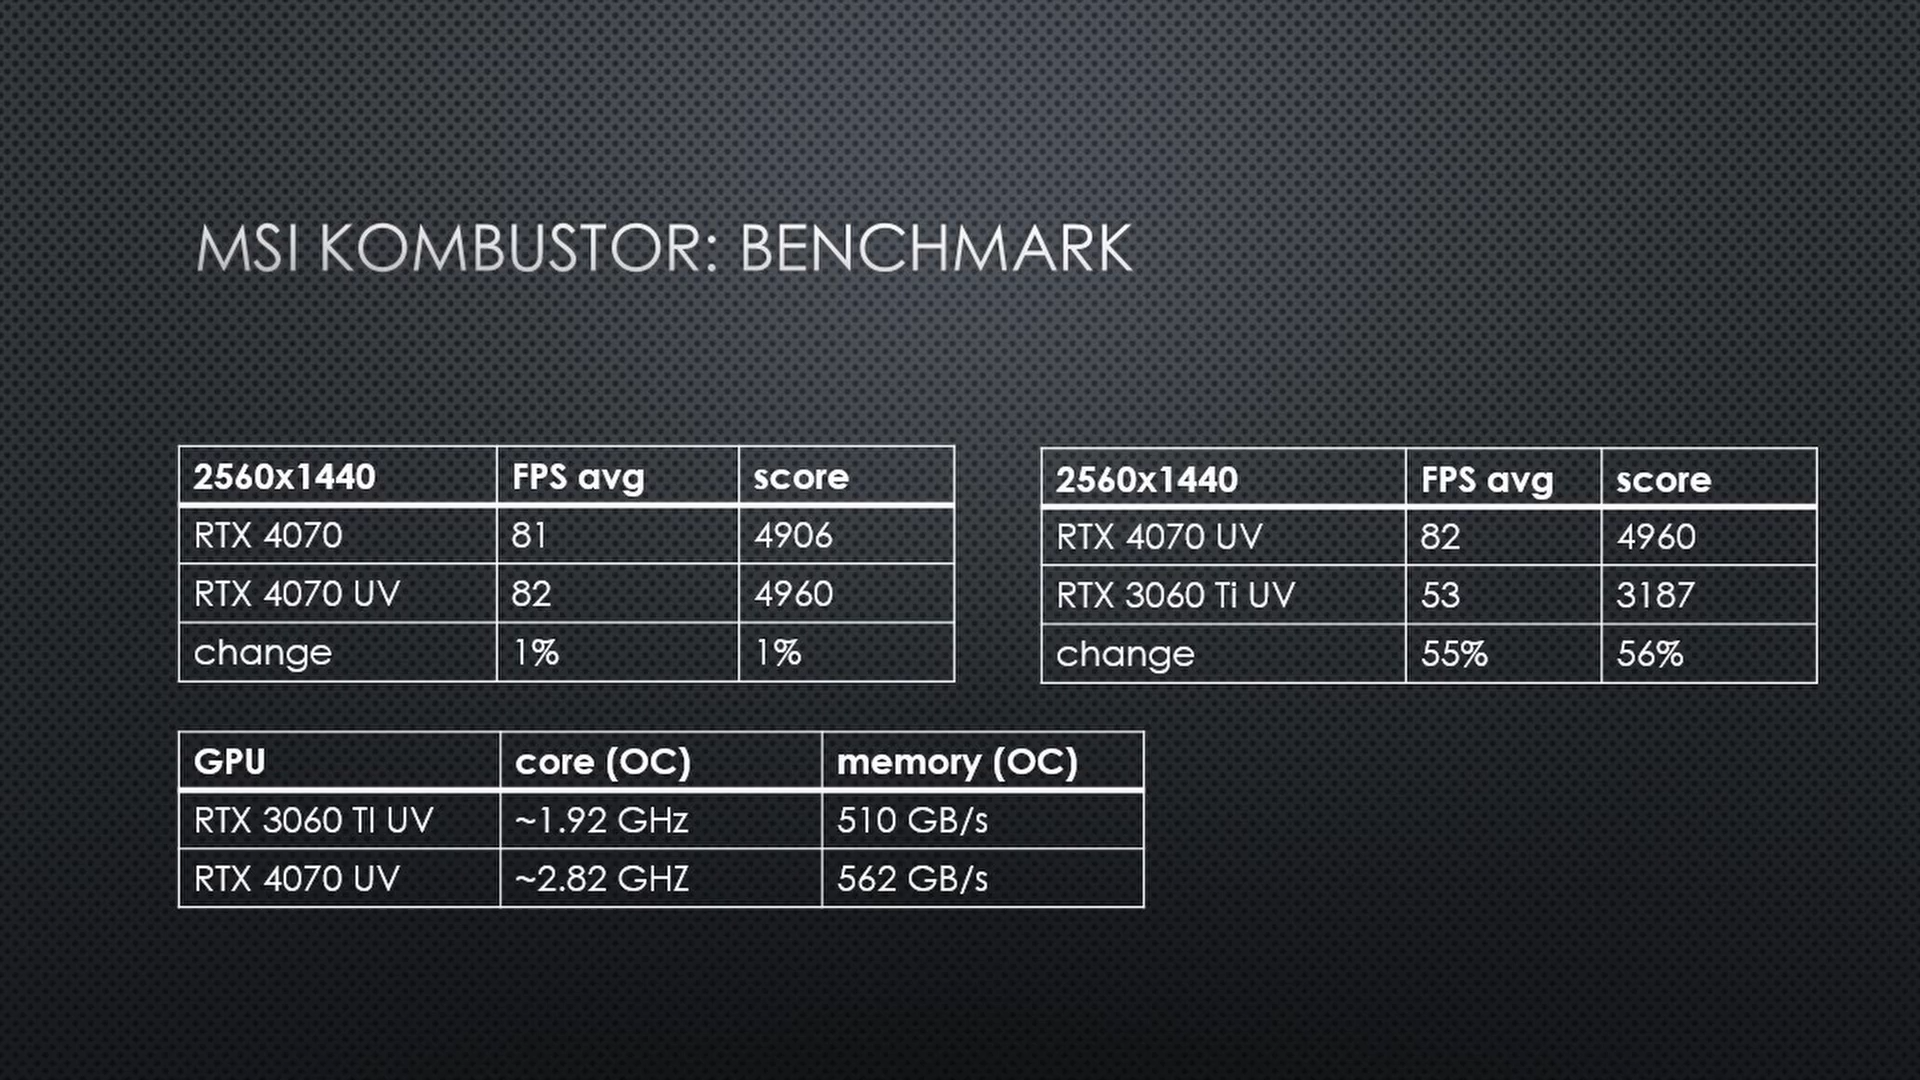 MSI KOMBUSTOR: BENCHMARK
2560x1440 FPS avg score
RTX 4070 81 4906
RTX 4070 UV 82 4960
change 1% 1%
2560x1440 FPS avg score
RTX 4070 UV 82 4960
RTX 3060 Ti UV 53 3187
change 55% 56%
GPU core (OC) memory (OC)
RTX 3060 TI UV ~1.92 GHz 510 GB/s
RTX 4070 UV ~2.82 GHZ 562 GB/s